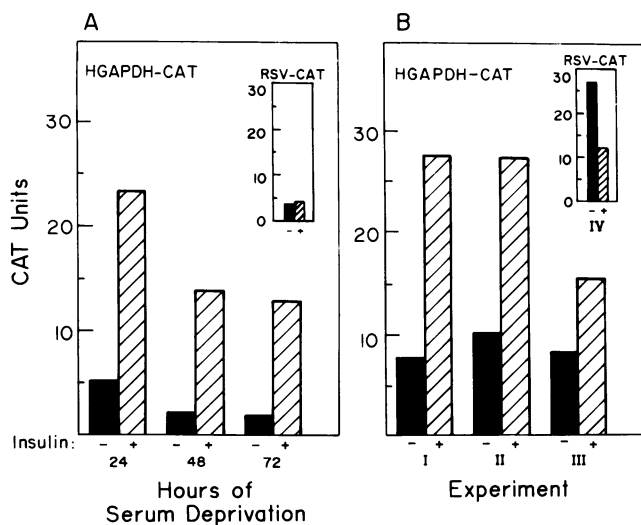 A
HGAPDH-CAT
RSV-CAT
30
20
10
0
- +
CAT Units
30
20
10
Insulin: - + - + - +
24 48 72
Hours of
Serum Deprivation
B
HGAPDH-CAT
RSV-CAT
30
20
10
0
- +
IV
30
20
10
- + - + - +
I II III
Experiment